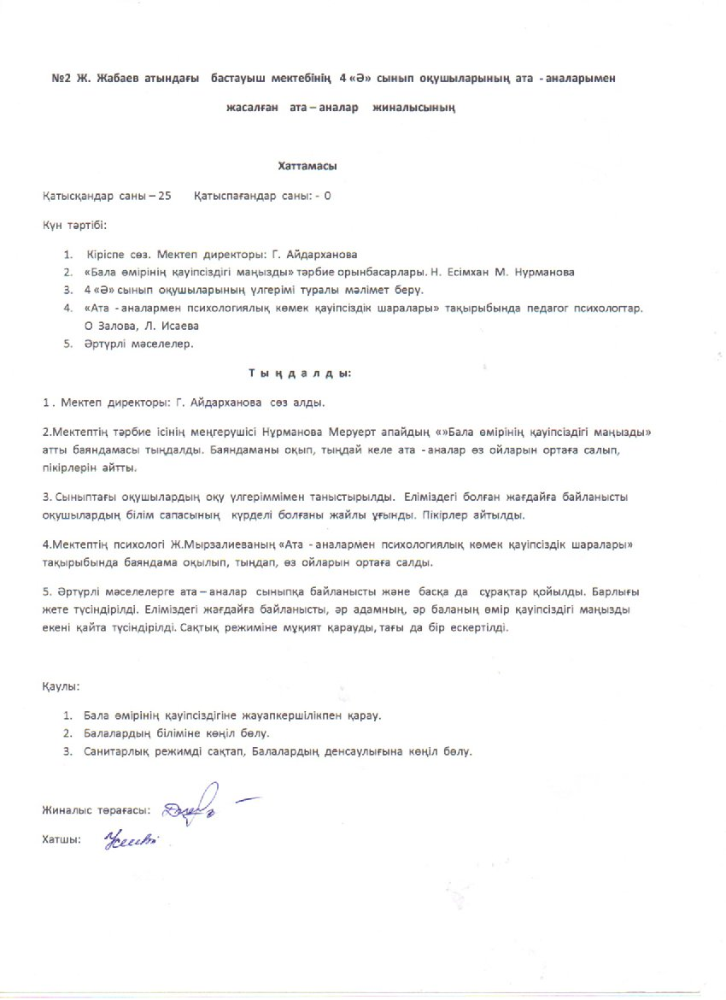 №2 Ж. Жабаев атындағы бастауыш мектебінің 4 «Ә» сынып оқушыларының ата - аналарымен
жасалған ата – аналар жиналысының
Хаттамасы
Қатысқандар саны – 25 Қатыспағандар саны: - 0
Күн тәртібі:
1. Кіріспе сөз. Мектеп директоры: Г. Айдарханова
2. «Бала өмірінің қауіпсіздігі маңызды» тәрбие орынбасарлары. Н. Есімхан М. Нурманова
3. 4 «Ә» сынып оқушыларының үлгерімі туралы мәлімет беру.
4. «Ата - аналармен психологиялық көмек қауіпсіздік шаралары» тақырыбында педагог психологтар.
О Залова, Л. Исаева
5. Әртүрлі мәселелер.
Т ы ң д а л д ы:
1 . Мектеп директоры: Г. Айдарханова сөз алды.
2.Мектептің тәрбие ісінің меңгерушісі Нұрманова Меруерт апайдың «»Бала өмірінің қауіпсіздігі маңызды»
атты баяндамасы тыңдалды. Баяндаманы оқып, тыңдай келе ата - аналар өз ойларын ортаға салып,
пікірлерін айтты.
3. Сыныптағы оқушылардың оқу үлгеріммімен таныстырылды. Еліміздегі болған жағдайға байланысты
оқушылардың білім сапасының күрделі болғаны жайлы ұғынды. Пікірлер айтылды.
4.Мектептің психологі Ж.Мырзалиеваның «Ата - аналармен психологиялық көмек қауіпсіздік шаралары»
тақырыбында баяндама оқылып, тыңдап, өз ойларын ортаға салды.
5. Әртүрлі мәселелерге ата – аналар сыныпқа байланысты және басқа да сұрақтар қойылды. Барлығы
жете түсіндірілді. Еліміздегі жағдайға байланысты, әр адамның, әр баланың өмір қауіпсіздігі маңызды
екені қайта түсіндірілді. Сақтық режиміне мұқият қарауды, тағы да бір ескертілді.
Қаулы:
1. Бала өмірінің қауіпсіздігіне жауапкершілікпен қарау.
2. Балалардың біліміне көңіл бөлу.
3. Санитарлық режимді сақтап, Балалардың денсаулығына көңіл бөлу.
Жиналыс төрағасы:
Хатшы: